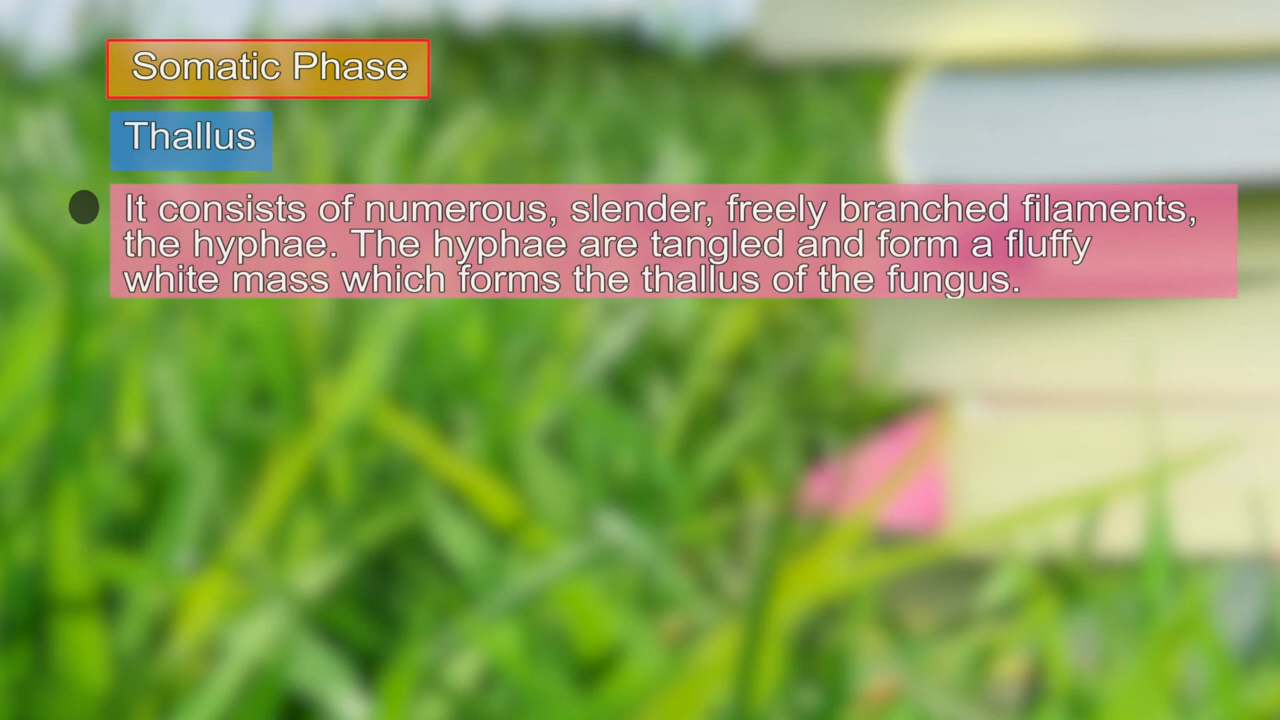 Somatic Phase
Thallus
It consists of numerous, slender, freely branched filaments,
the hyphae. The hyphae are tangled and form a fluffy
white mass which forms the thallus of the fungus.